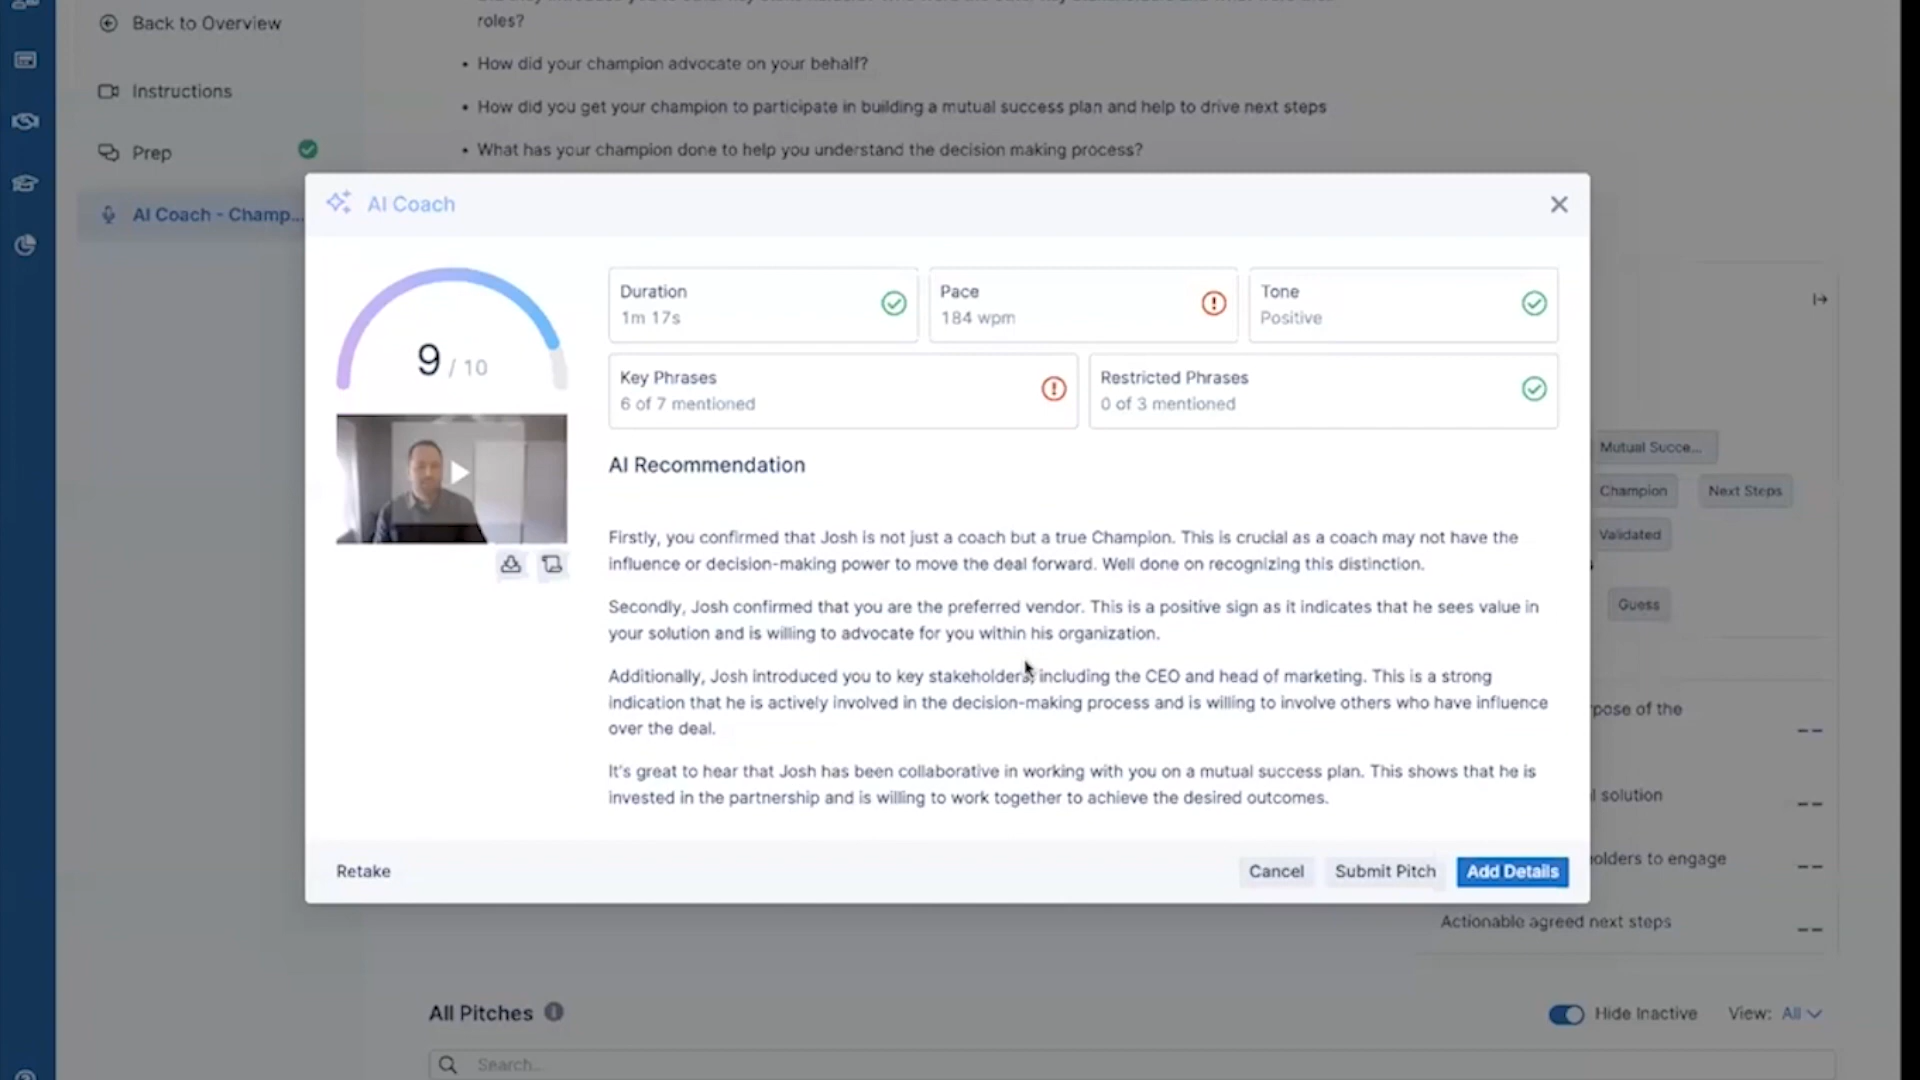 Back to Overview
roles?
Instructions
• How did your champion advocate on your behalf?
• How did you get your champion to participate in building a mutual success plan and help to drive next steps
Prep
• What has your champion done to help you understand the decision making process?
AI Coach - Champ...
AI Coach
9 / 10
Duration
1m 17s
Pace
184 wpm
Tone
Positive
Key Phrases
6 of 7 mentioned
Restricted Phrases
0 of 3 mentioned
AI Recommendation
Firstly, you confirmed that Josh is not just a coach but a true Champion. This is crucial as a coach may not have the
influence or decision-making power to move the deal forward. Well done on recognizing this distinction.
Secondly, Josh confirmed that you are the preferred vendor. This is a positive sign as it indicates that he sees value in
your solution and is willing to advocate for you within his organization.
Additionally, Josh introduced you to key stakeholders, including the CEO and head of marketing. This is a strong
indication that he is actively involved in the decision-making process and is willing to involve others who have influence
over the deal.
It's great to hear that Josh has been collaborative in working with you on a mutual success plan. This shows that he is
invested in the partnership and is willing to work together to achieve the desired outcomes.
Retake
Cancel
Submit Pitch
Add Details
Mutual Succe...
Champion
Next Steps
Validated
Guess
pose of the
--
solution
--
olders to engage
--
Actionable agreed next steps
--
All Pitches
Hide Inactive
View: All
Search...